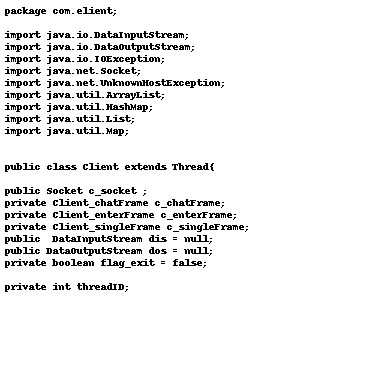 package com.elient;
import java.io.DataInputStream;
import java.io.DataOutputStream;
import java.io.IOException;
import java.net.Socket;
import java.net.UnknownHostException;
import java.util.ArrayList;
import java.util.HashMap;
import java.util.List;
import java.util.Map;
public class Client extends Thread{
public Socket c_socket ;
private Client_chatFrame c_chatFrame;
private Client_enterFrame c_enterFrame;
private Client_singleFrame c_singleFrame;
public  DataInputStream dis = null;
public DataOutputStream dos = null;
private boolean flag_exit = false;
private int threadID;